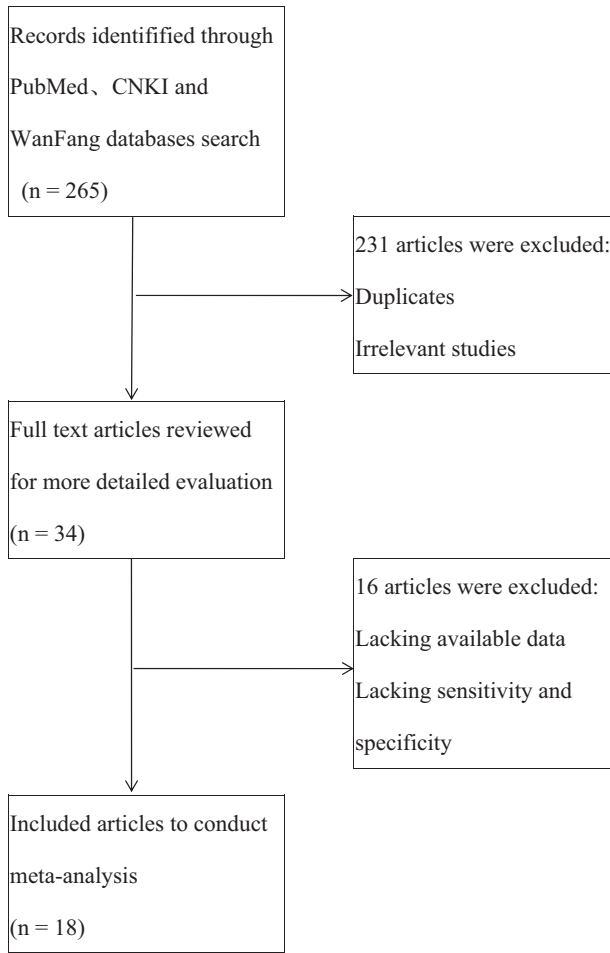 Records identifified through
PubMed、CNKI and
WanFang databases search
(n = 265)
231 articles were excluded:
Duplicates
Irrelevant studies
Full text articles reviewed
for more detailed evaluation
(n = 34)
16 articles were excluded:
Lacking available data
Lacking sensitivity and
specificity
Included articles to conduct
meta-analysis
(n = 18)